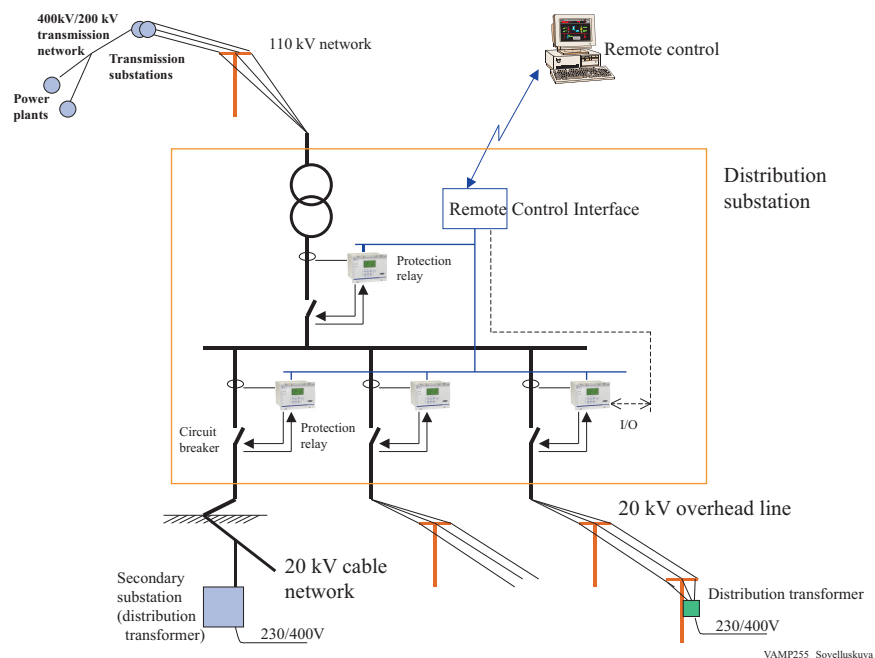 400kV/200 kV
transmission
network
Transmission
substations
110 kV network
Remote control
Power
plants
Distribution
substation
Remote Control Interface
Protection
relay
Circuit
breaker
Protection
relay
I/O
20 kV overhead line
20 kV cable
network
Secondary
substation
(distribution
transformer)
230/400V
Distribution transformer
230/400V
VAMP255_Sovelluskuva